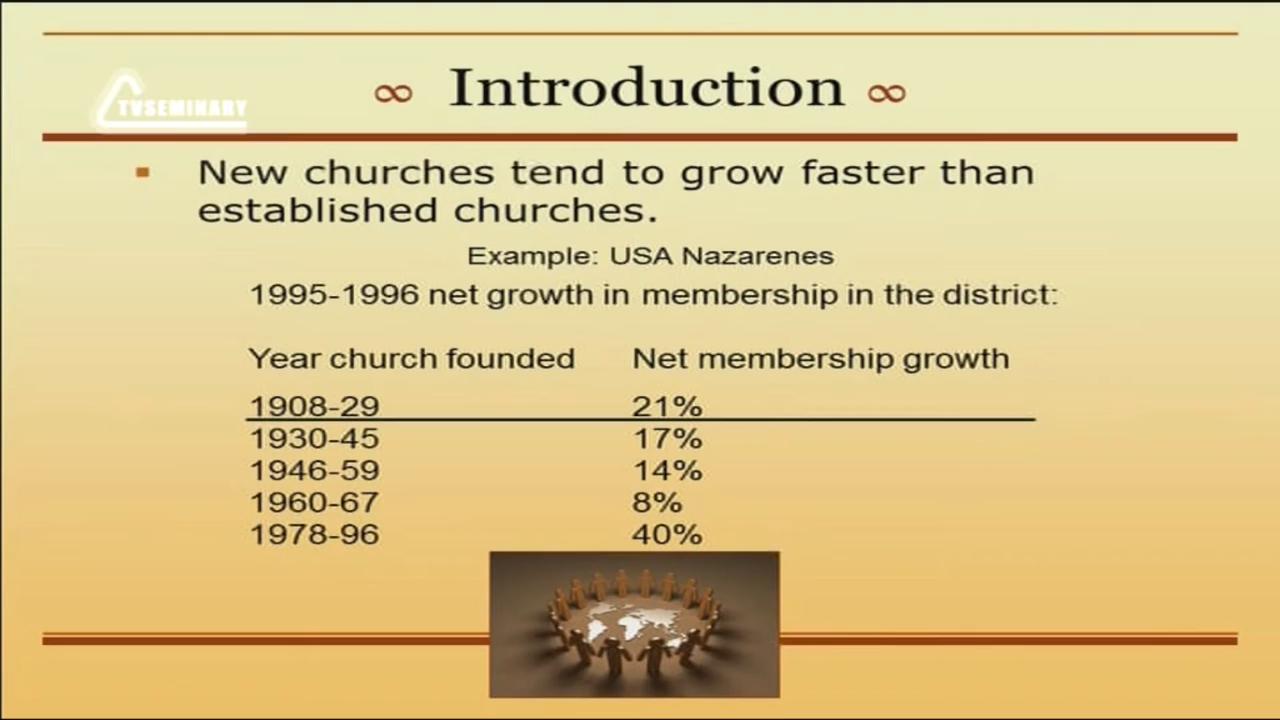 TVSEMINARY
∞ Introduction ∞
▪ New churches tend to grow faster than
established churches.
Example: USA Nazarenes
1995-1996 net growth in membership in the district:
Year church founded Net membership growth
1908-29 21%
1930-45 17%
1946-59 14%
1960-67 8%
1978-96 40%